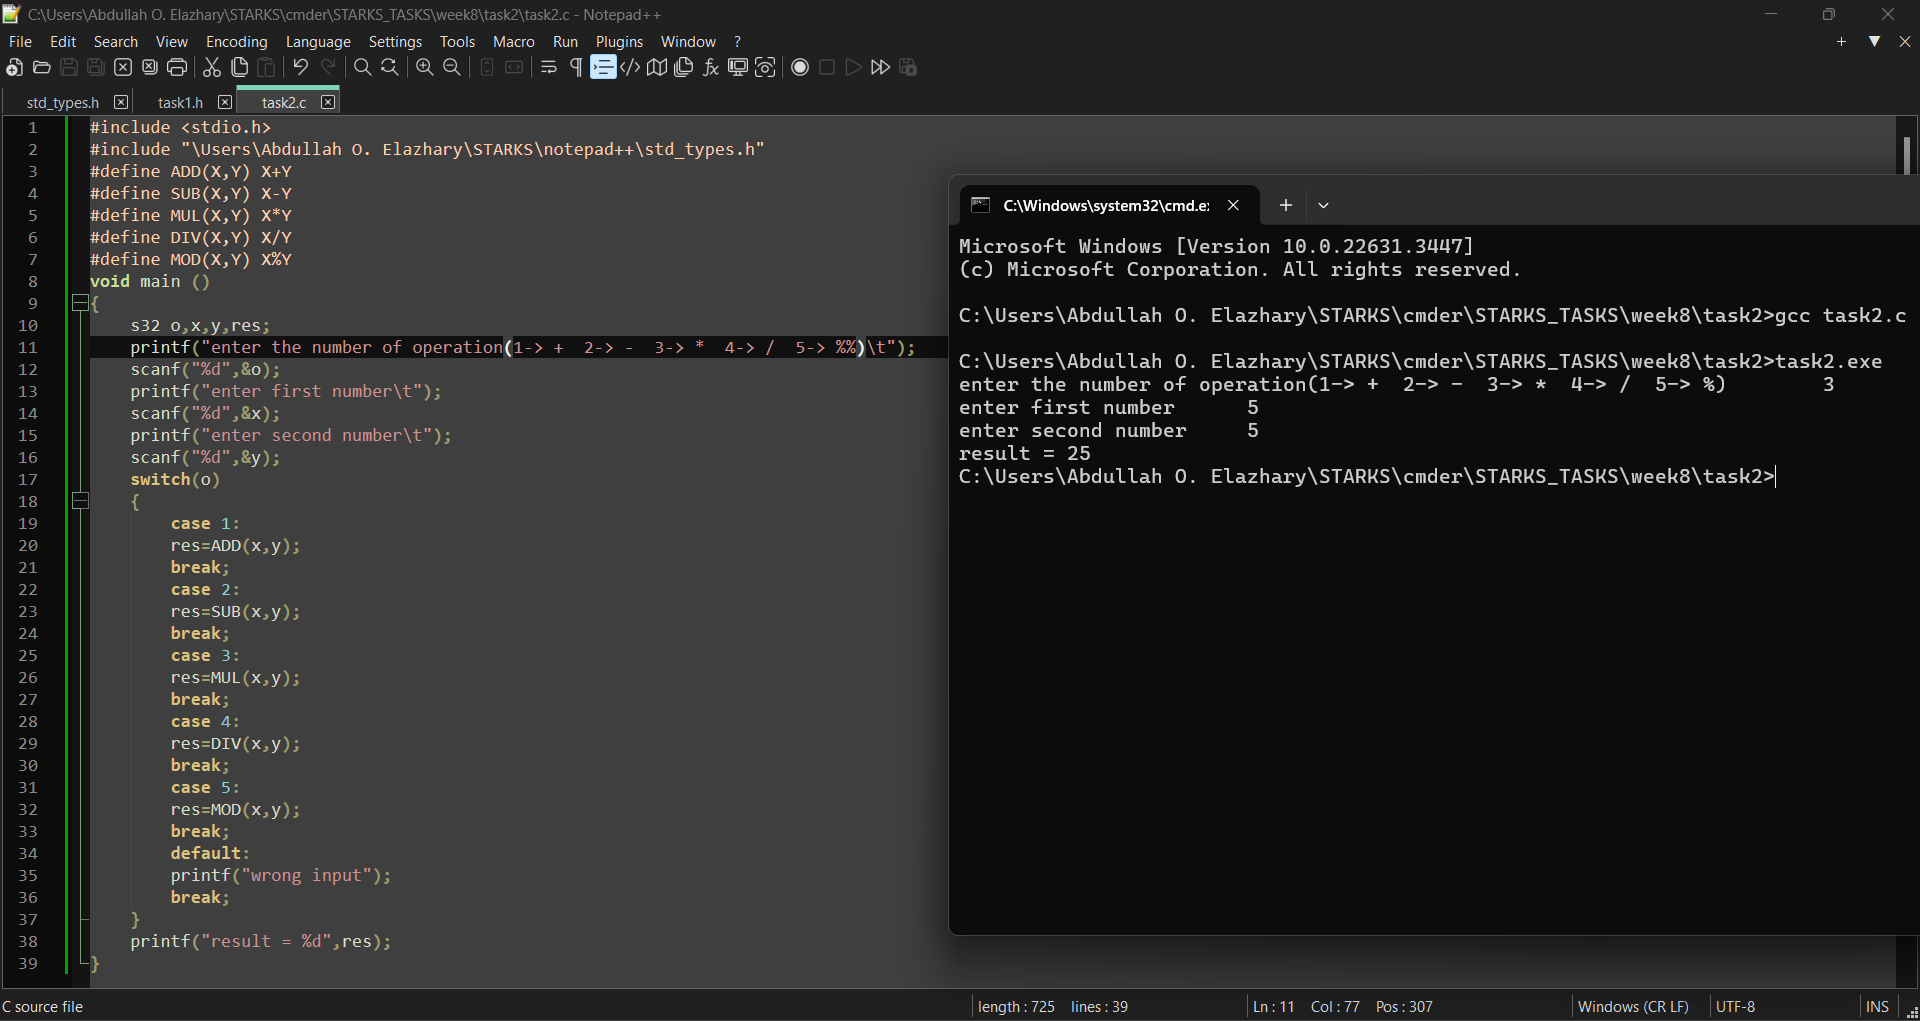 C:\Users\Abdullah O. Elazhary\STARKS\cmder\STARKS_TASKS\week8\task2\task2.c - Notepad++
File Edit Search View Encoding Language Settings Tools Macro Run Plugins Window ?
std_types.h task1.h task2.c
1 #include <stdio.h>
2 #include "\Users\Abdullah O. Elazhary\STARKS\notepad++\std_types.h"
3 #define ADD(X,Y) X+Y
4 #define SUB(X,Y) X-Y
5 #define MUL(X,Y) X*Y
6 #define DIV(X,Y) X/Y
7 #define MOD(X,Y) X%Y
8 void main ()
9 {
10 s32 o,x,y,res;
11 printf("enter the number of operation(1-> +  2-> -  3-> *  4-> /  5-> %%)\t");
12 scanf("%d",&o);
13 printf("enter first number\t");
14 scanf("%d",&x);
15 printf("enter second number\t");
16 scanf("%d",&y);
17 switch(o)
18 {
19 case 1:
20 res=ADD(x,y);
21 break;
22 case 2:
23 res=SUB(x,y);
24 break;
25 case 3:
26 res=MUL(x,y);
27 break;
28 case 4:
29 res=DIV(x,y);
30 break;
31 case 5:
32 res=MOD(x,y);
33 break;
34 default:
35 printf("wrong input");
36 break;
37 }
38 printf("result = %d",res);
39 }
C:\Windows\system32\cmd.e:
Microsoft Windows [Version 10.0.22631.3447]
(c) Microsoft Corporation. All rights reserved.
C:\Users\Abdullah O. Elazhary\STARKS\cmder\STARKS_TASKS\week8\task2>gcc task2.c
C:\Users\Abdullah O. Elazhary\STARKS\cmder\STARKS_TASKS\week8\task2>task2.exe
enter the number of operation(1-> +  2-> -  3-> *  4-> /  5-> %)        3
enter first number      5
enter second number     5
result = 25
C:\Users\Abdullah O. Elazhary\STARKS\cmder\STARKS_TASKS\week8\task2>
C source file length : 725 lines : 39 Ln : 11 Col : 77 Pos : 307 Windows (CR LF) UTF-8 INS